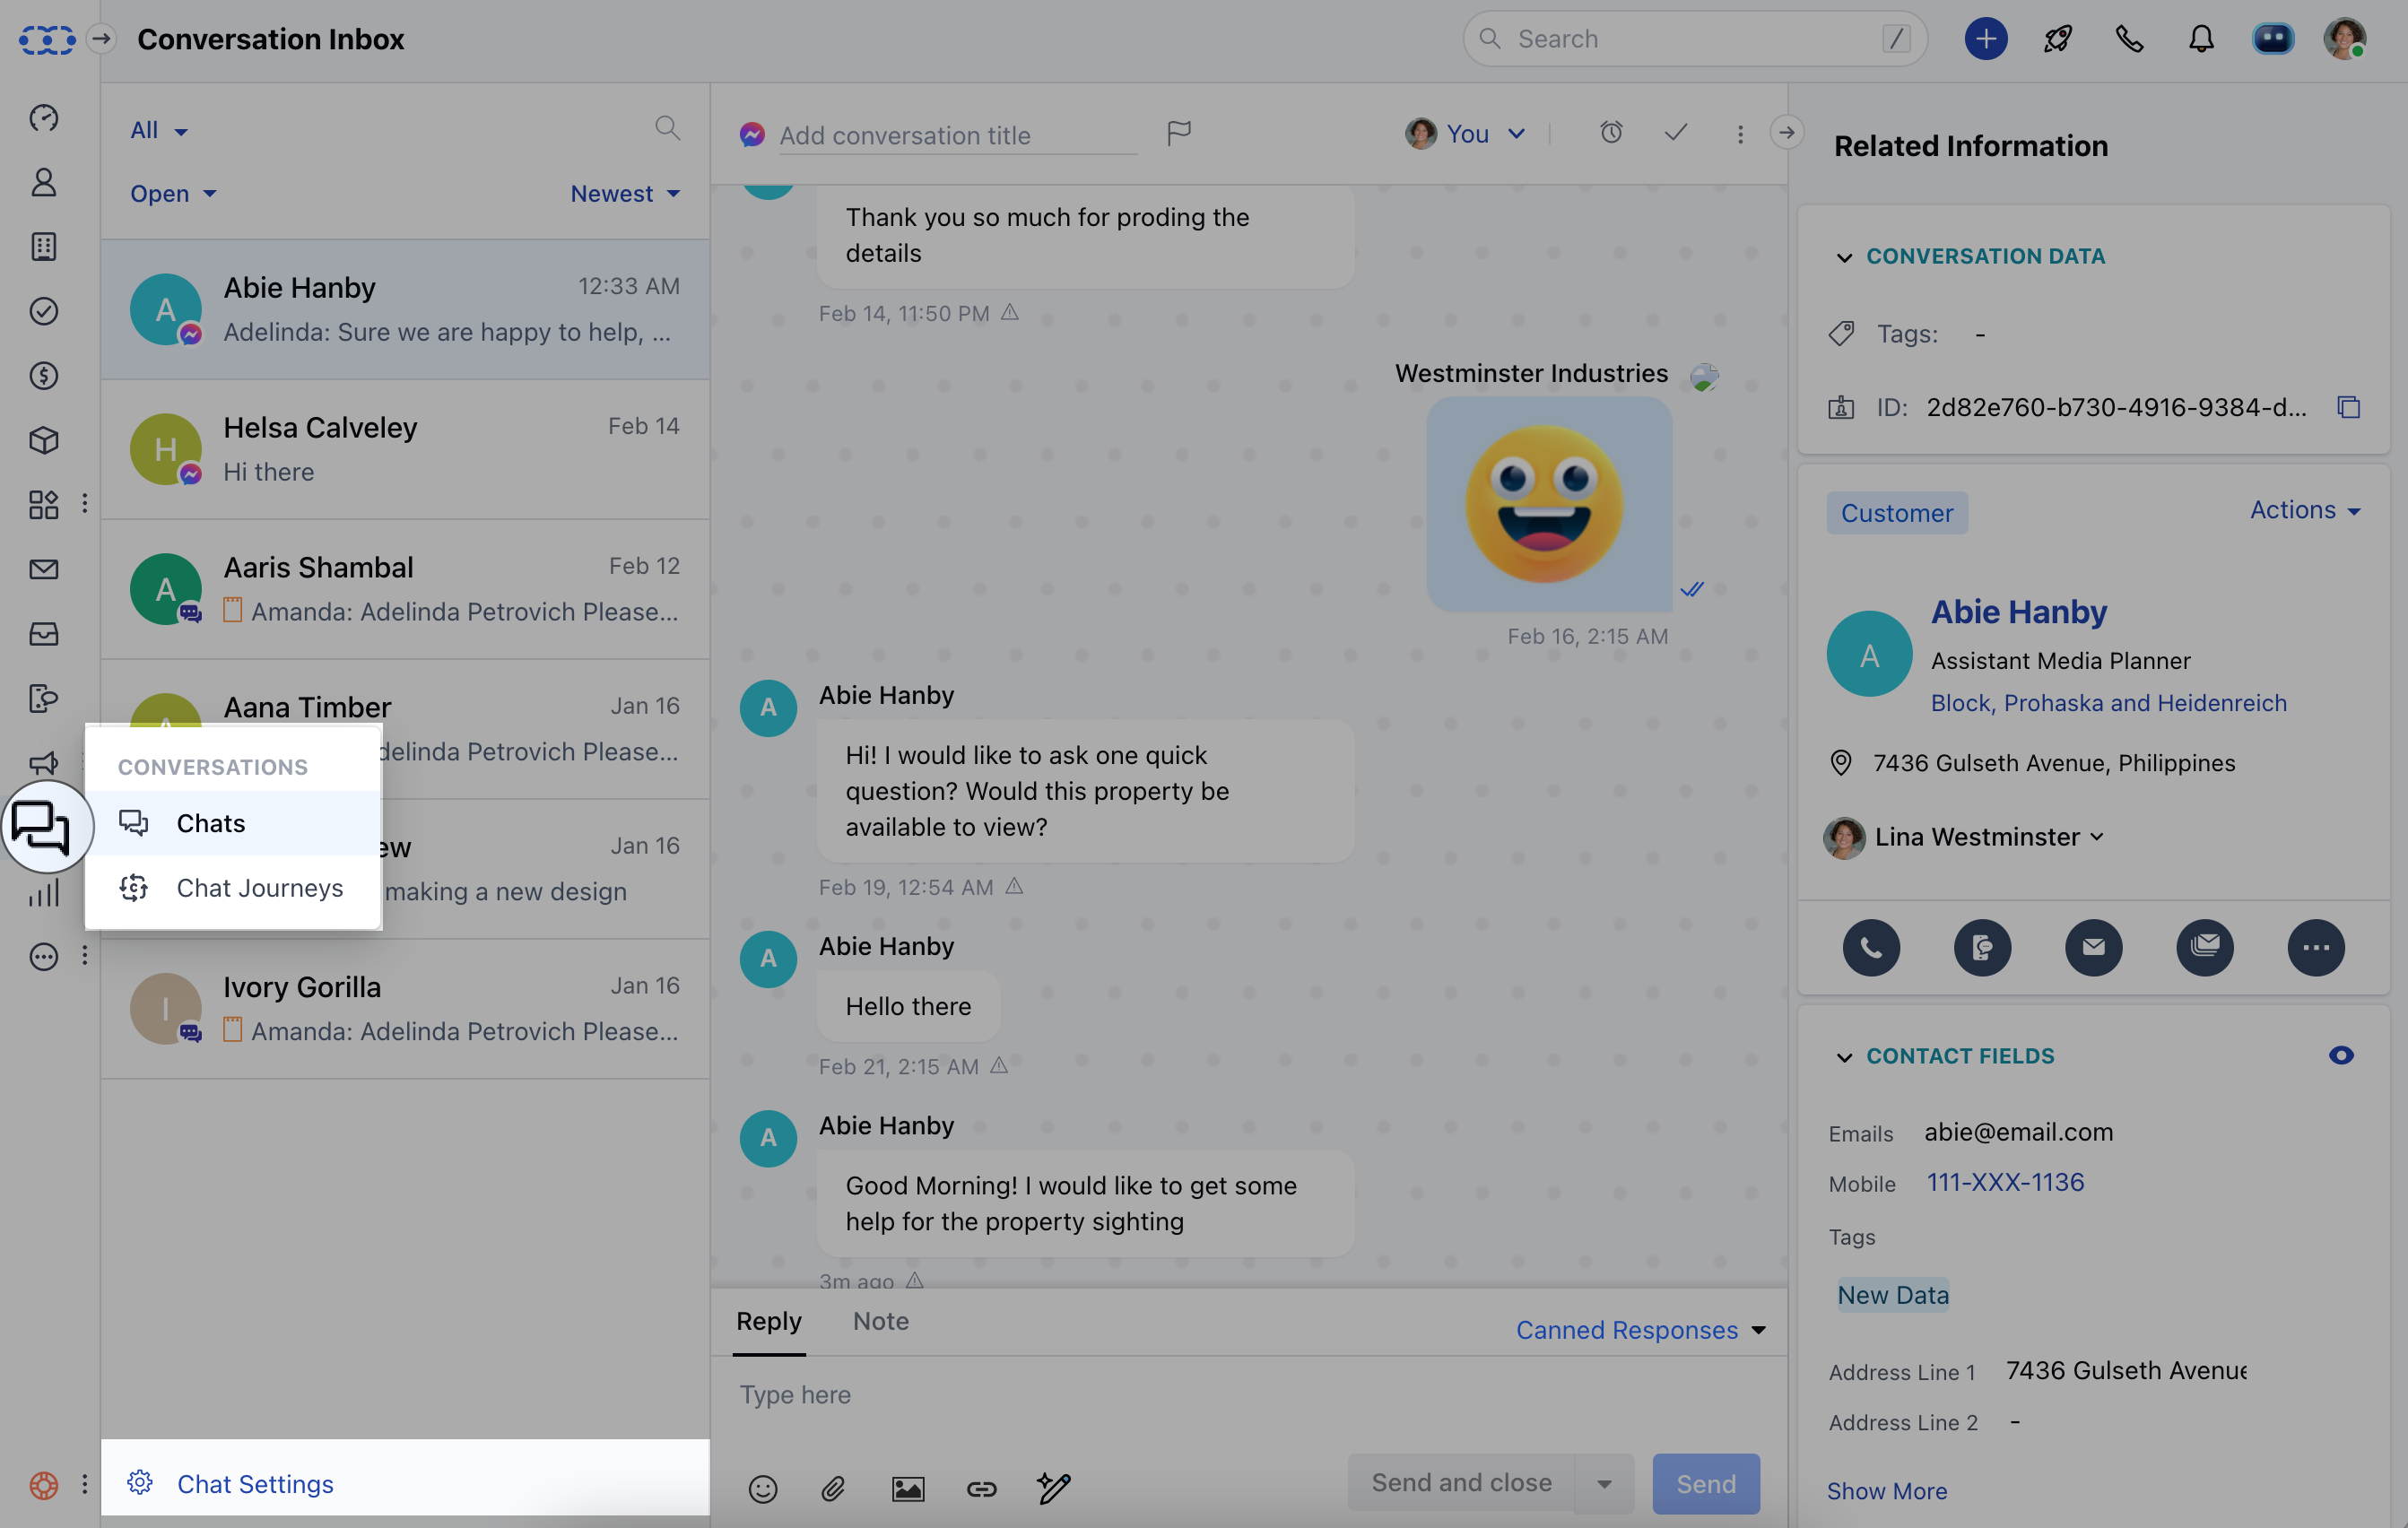 Conversation Inbox
Search
/
All
Open
Newest
Abie Hanby
12:33 AM
Adelinda: Sure we are happy to help, ...
A
Helsa Calveley
Feb 14
Hi there
H
Aaris Shambal
Feb 12
Amanda: Adelinda Petrovich Please...
A
Aana Timber
Jan 16
delinda Petrovich Please...
ew
Jan 16
making a new design
Ivory Gorilla
Jan 16
Amanda: Adelinda Petrovich Please...
I
CONVERSATIONS
Chats
Chat Journeys
Chat Settings
Add conversation title
You
Thank you so much for proding the
details
Feb 14, 11:50 PM
Westminster Industries
Feb 16, 2:15 AM
A
Abie Hanby
Hi! I would like to ask one quick
question? Would this property be
available to view?
Feb 19, 12:54 AM
A
Abie Hanby
Hello there
Feb 21, 2:15 AM
A
Abie Hanby
Good Morning! I would like to get some
help for the property sighting
3m ago
Reply
Note
Canned Responses
Type here
Send and close
Send
Related Information
CONVERSATION DATA
Tags: -
ID: 2d82e760-b730-4916-9384-d...
Customer
Actions
A
Abie Hanby
Assistant Media Planner
Block, Prohaska and Heidenreich
7436 Gulseth Avenue, Philippines
Lina Westminster
CONTACT FIELDS
Emails abie@email.com
Mobile 111-XXX-1136
Tags
New Data
Address Line 1 7436 Gulseth Avenue
Address Line 2 -
Show More